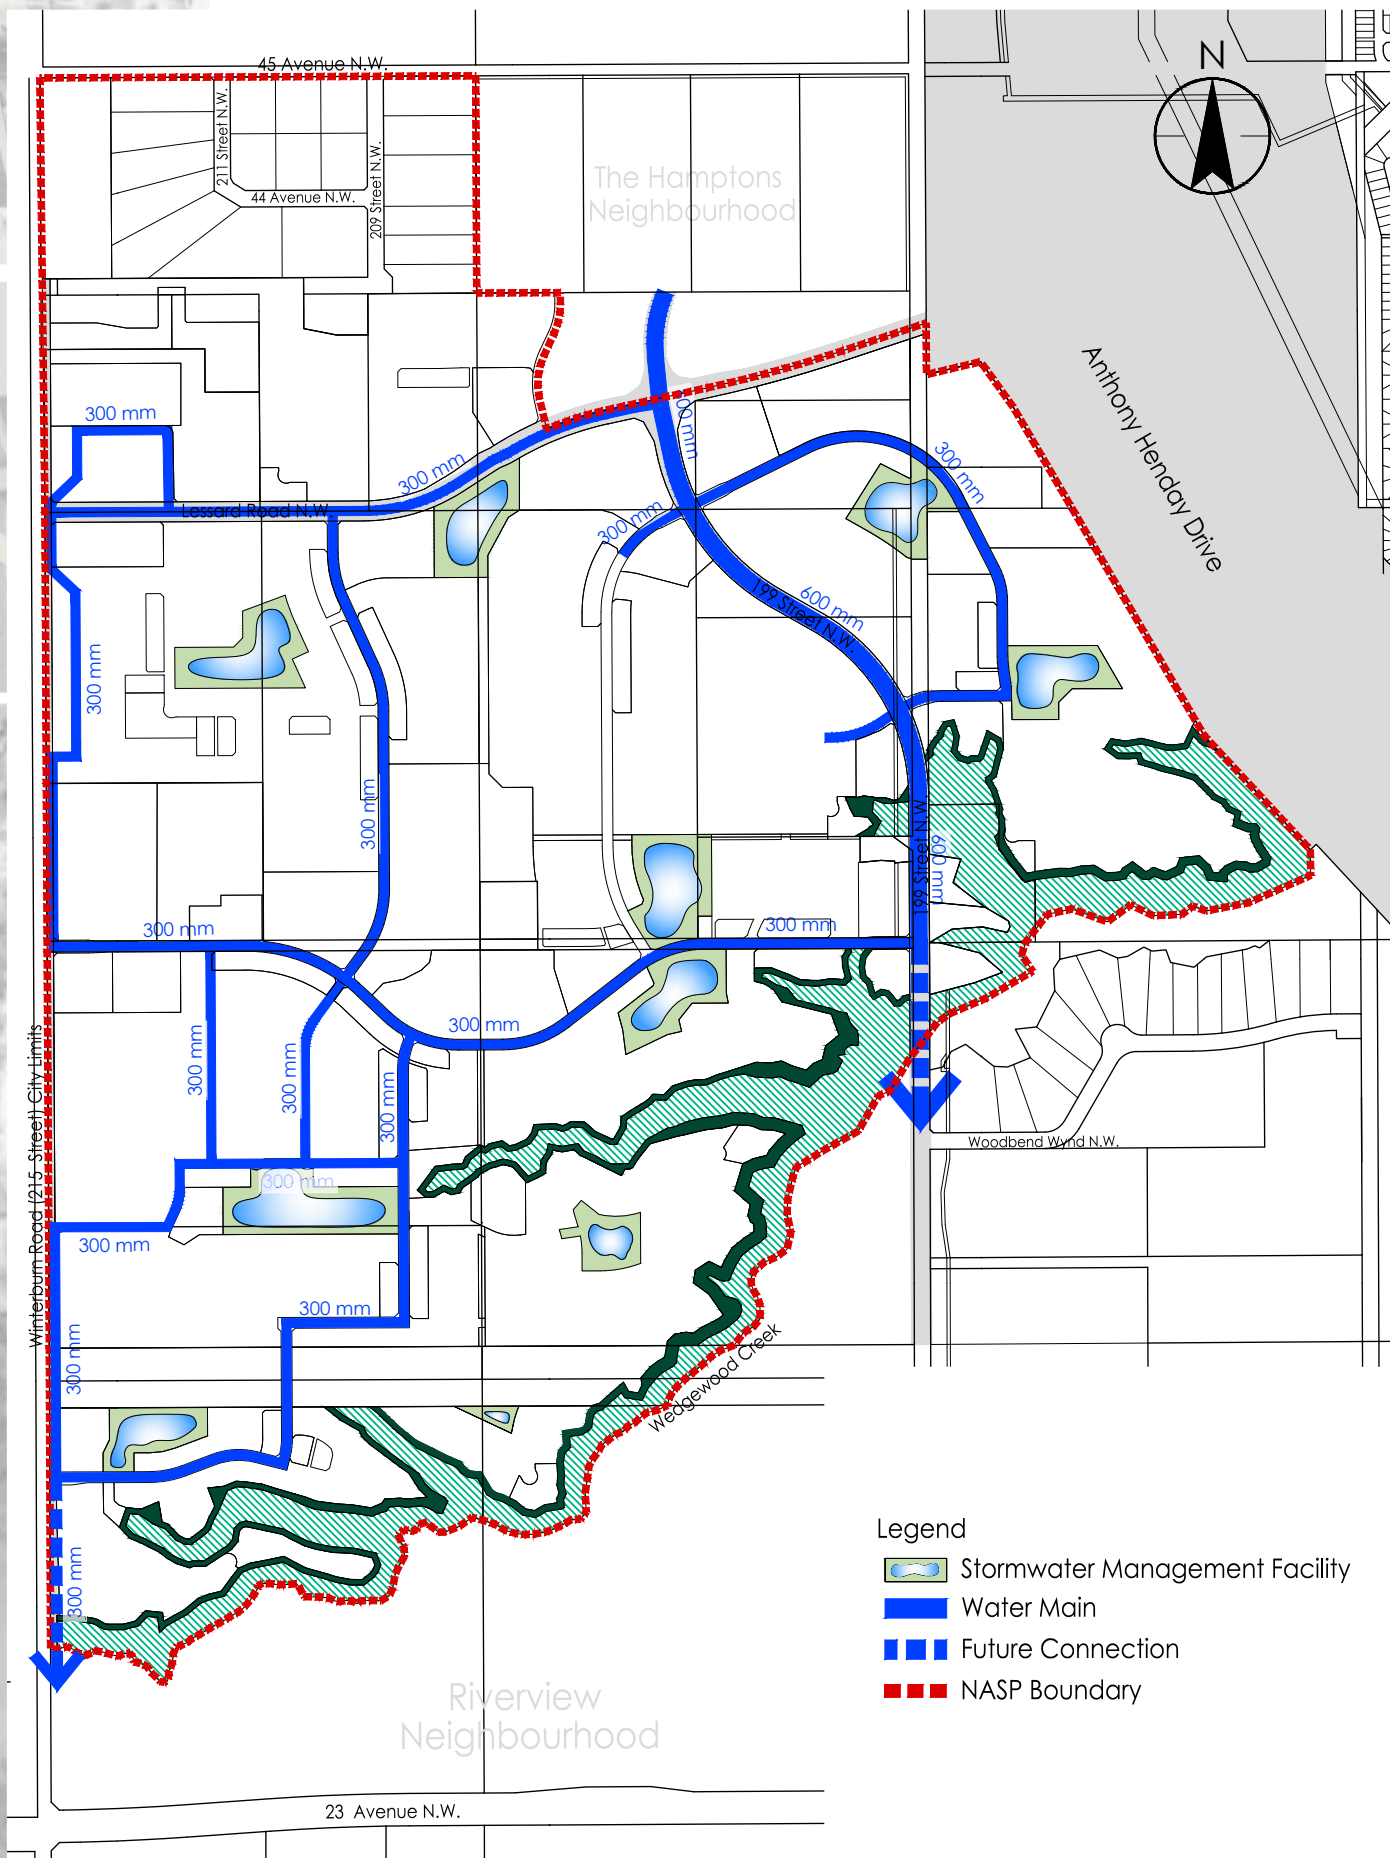 45 Avenue N.W.
N
211 Street N.W.
44 Avenue N.W.
209 Street N.W.
The Hamptons
Neighbourhood
Anthony Henday Drive
300 mm
300 mm
00 mm
300 mm
Lessard Road N.W.
300 mm
600 mm
199 Street N.W.
300 mm
300 mm
199 Street N.W.
600 mm
300 mm
300 mm
300 mm
300 mm
300 mm
300 mm
Winterburn Road (215 Street) City Limits
Woodbend Wynd N.W.
300 mm
300 mm
300 mm
300 mm
Wedgewood Creek
300 mm
Riverview
Neighbourhood
23 Avenue N.W.
Legend
Stormwater Management Facility
Water Main
Future Connection
NASP Boundary